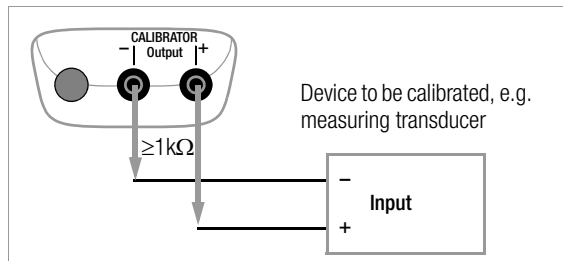 CALIBRATOR
– Output +
≥1kΩ
Device to be calibrated, e.g.
measuring transducer
–
Input
+